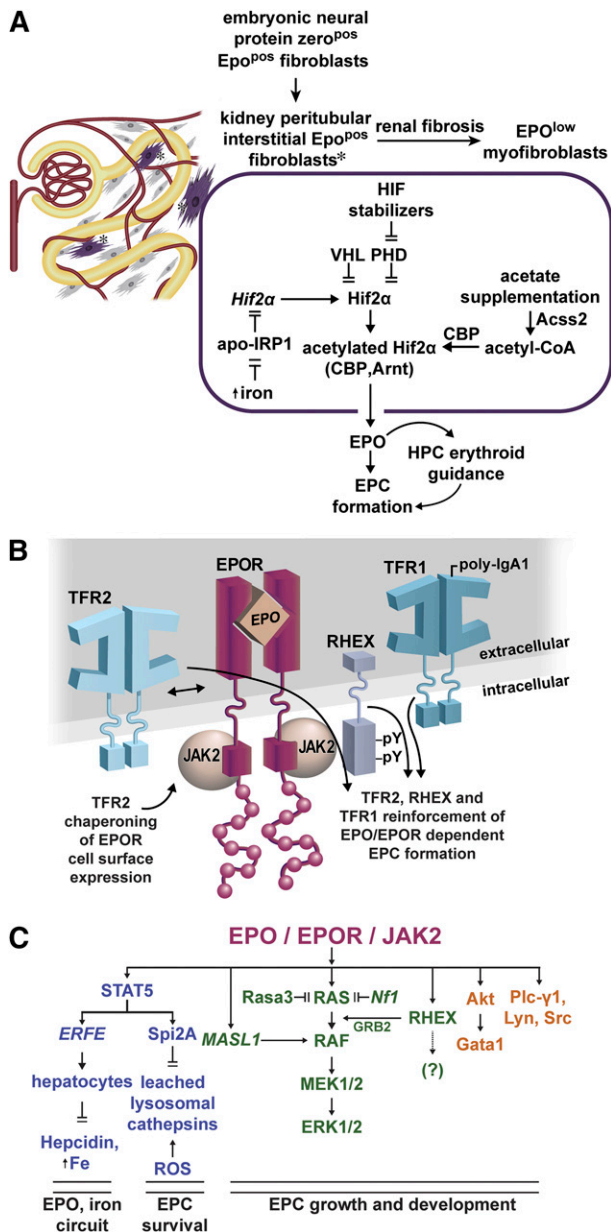 A
embryonic neural
protein zero^pos
Epo^pos fibroblasts
kidney peritubular
interstitial Epo^pos
fibroblasts*
renal fibrosis
EPO^low
myofibroblasts
*
*
*
HIF
stabilizers
VHL PHD
Hif2α
Hif2α
acetate
supplementation
Acss2
apo-IRP1
acetylated Hif2α
(CBP,Arnt)
CBP
acetyl-CoA
↑iron
EPO
HPC erythroid
guidance
EPC
formation
B
TFR2
EPOR
EPO
TFR1
poly-IgA1
RHEX
extracellular
intracellular
JAK2
JAK2
pY
pY
TFR2
chaperoning
of EPOR
cell surface
expression
TFR2, RHEX and
TFR1 reinforcement of
EPO/EPOR dependent
EPC formation
C
EPO / EPOR / JAK2
STAT5
Rasa3 RAS Nf1
RHEX
Akt
Plc-γ1,
Lyn, Src
ERFE
Spi2A
MASL1
RAF
GRB2
Gata1
(?)
hepatocytes
leached
lysosomal
cathepsins
MEK1/2
ERK1/2
Hepcidin,
↑Fe
ROS
EPO, iron
circuit
EPC
survival
EPC growth and development